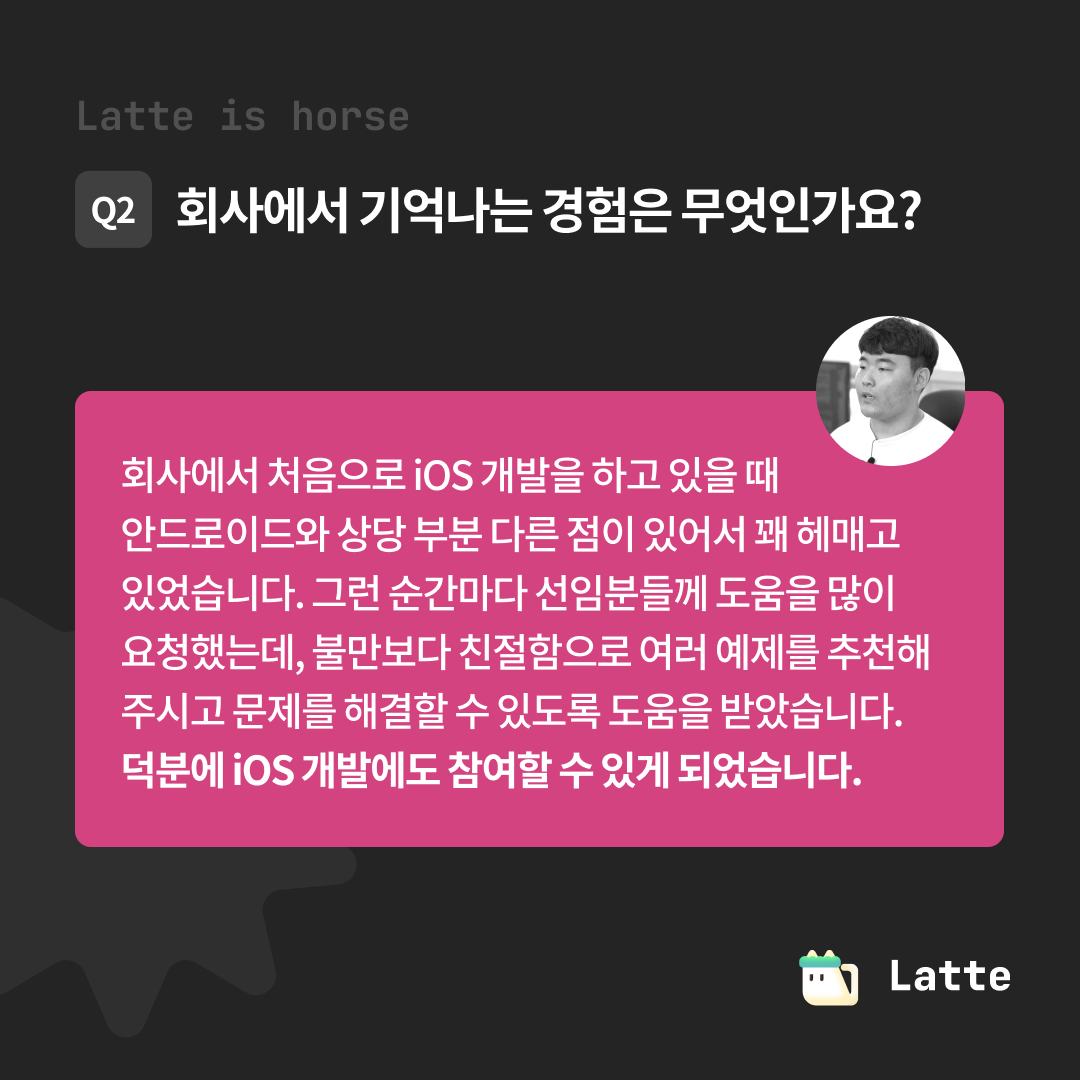 Latte is horse
Q2 회사에서 기억나는 경험은 무엇인가요?
회사에서 처음으로 iOS 개발을 하고 있을 때
안드로이드와 상당 부분 다른 점이 있어서 꽤 헤매고
있었습니다. 그런 순간마다 선임분들께 도움을 많이
요청했는데, 불만보다 친절함으로 여러 예제를 추천해
주시고 문제를 해결할 수 있도록 도움을 받았습니다.
덕분에 iOS 개발에도 참여할 수 있게 되었습니다.
Latte